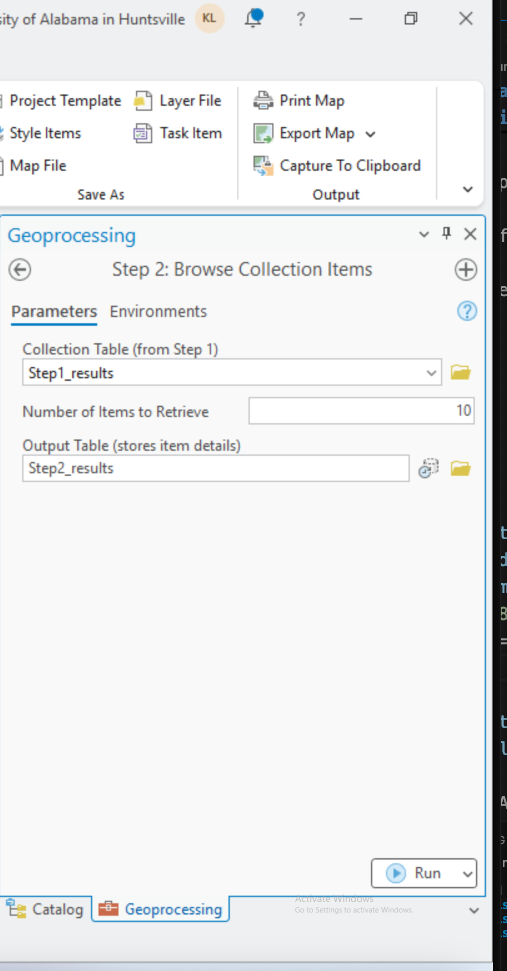 sity of Alabama in Huntsville KL ?
Project Template Layer File Print Map
Style Items Task Item Export Map
Map File Capture To Clipboard
Save As Output
Geoprocessing
Step 2: Browse Collection Items
Parameters Environments ?
Collection Table (from Step 1)
Step1_results
Number of Items to Retrieve 10
Output Table (stores item details)
Step2_results
Run
Activate Windows
Catalog Geoprocessing Go to Settings to activate Windows.